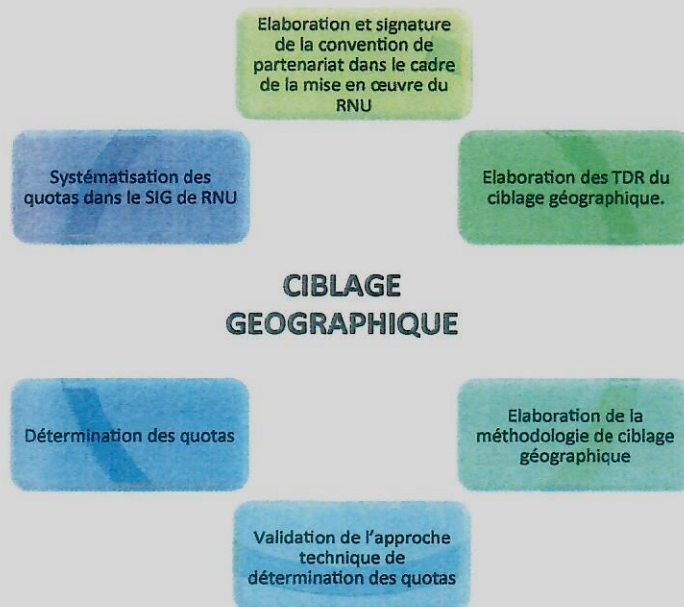 Elaboration et signature
de la convention de
partenariat dans le cadre
de la mise en œuvre du
RNU
Elaboration des TDR du
ciblage géographique.
Elaboration de la
méthodologie de ciblage
géographique
Validation de l'approche
technique de
détermination des quotas
Détermination des quotas
Systématisation des
quotas dans le SIG de RNU
CIBLAGE
GEOGRAPHIQUE